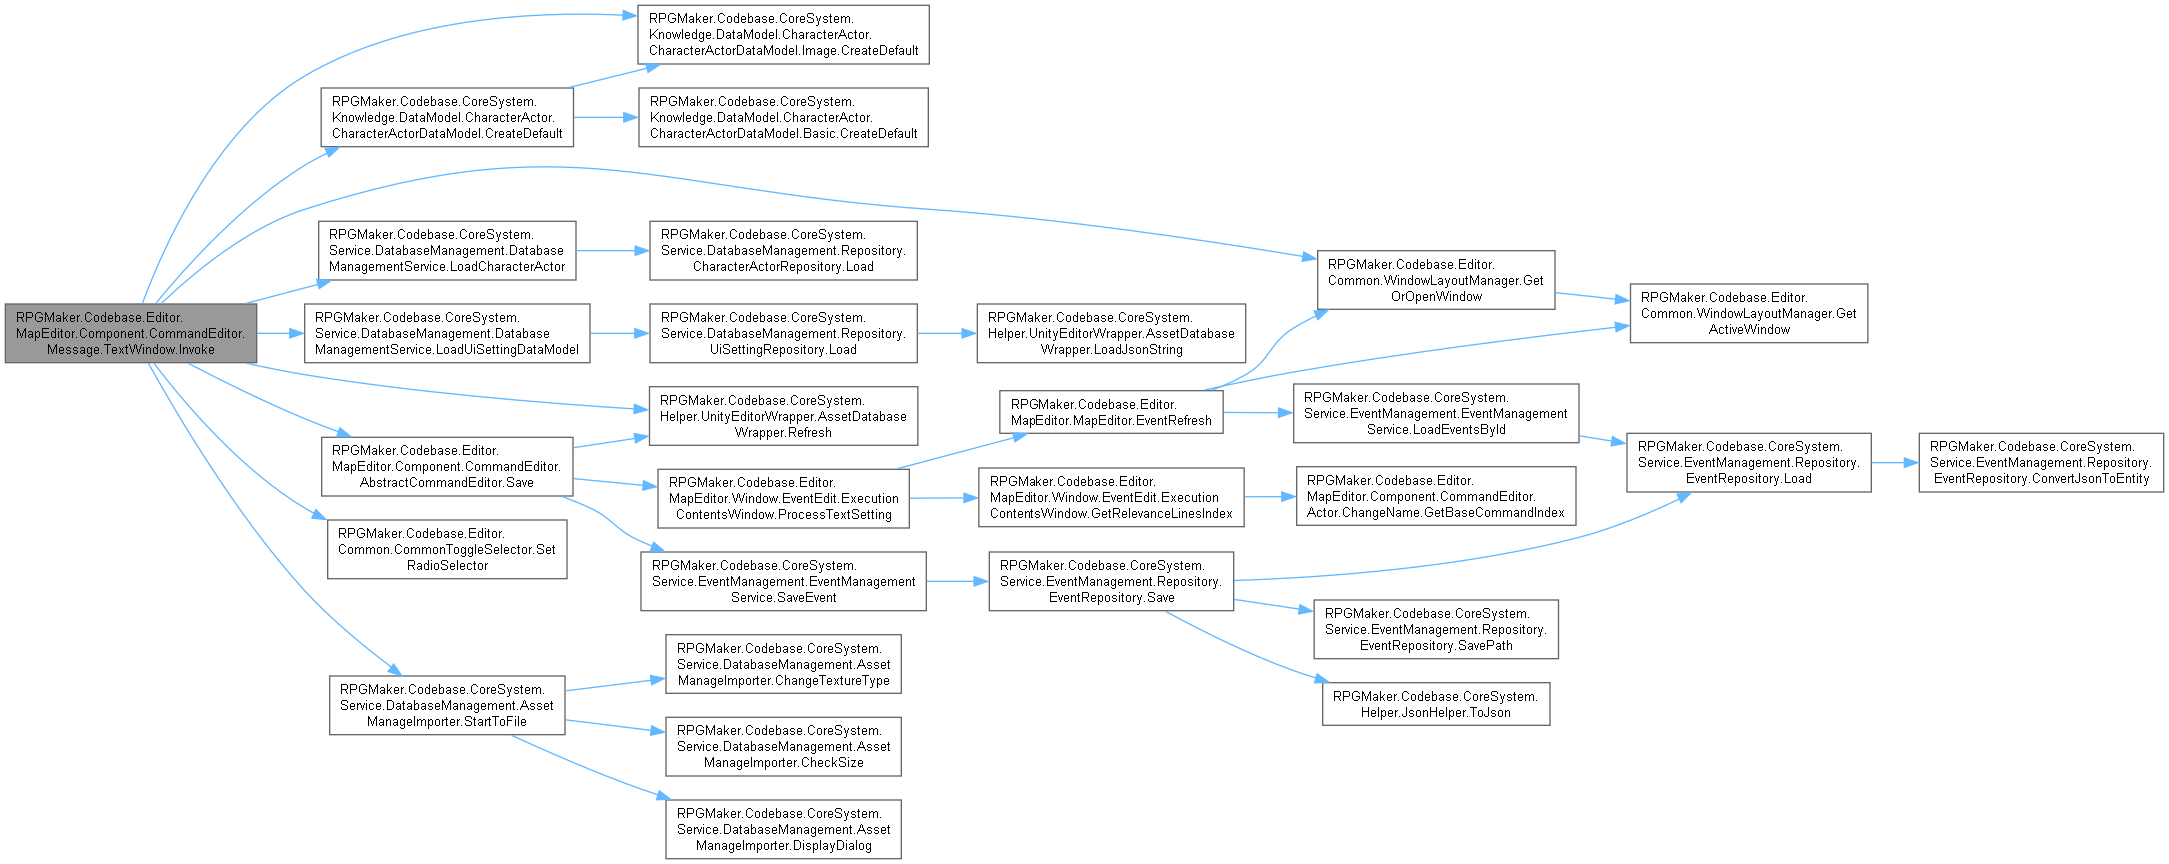 RPGMaker.Codebase.Editor.
MapEditor.Component.CommandEditor.
Message.TextWindow.Invoke
RPGMaker.Codebase.CoreSystem.
Knowledge.DataModel.CharacterActor.
CharacterActorDataModel.Image.CreateDefault
RPGMaker.Codebase.CoreSystem.
Knowledge.DataModel.CharacterActor.
CharacterActorDataModel.CreateDefault
RPGMaker.Codebase.CoreSystem.
Knowledge.DataModel.CharacterActor.
CharacterActorDataModel.Basic.CreateDefault
RPGMaker.Codebase.CoreSystem.
Service.DatabaseManagement.Database
ManagementService.LoadCharacterActor
RPGMaker.Codebase.CoreSystem.
Service.DatabaseManagement.Repository.
CharacterActorRepository.Load
RPGMaker.Codebase.Editor.
Common.WindowLayoutManager.Get
OrOpenWindow
RPGMaker.Codebase.Editor.
Common.WindowLayoutManager.Get
ActiveWindow
RPGMaker.Codebase.CoreSystem.
Service.DatabaseManagement.Database
ManagementService.LoadUiSettingDataModel
RPGMaker.Codebase.CoreSystem.
Service.DatabaseManagement.Repository.
UiSettingRepository.Load
RPGMaker.Codebase.CoreSystem.
Helper.UnityEditorWrapper.AssetDatabase
Wrapper.LoadJsonString
RPGMaker.Codebase.CoreSystem.
Helper.UnityEditorWrapper.AssetDatabase
Wrapper.Refresh
RPGMaker.Codebase.Editor.
MapEditor.MapEditor.EventRefresh
RPGMaker.Codebase.CoreSystem.
Service.EventManagement.EventManagement
Service.LoadEventsById
RPGMaker.Codebase.Editor.
MapEditor.Component.CommandEditor.
AbstractCommandEditor.Save
RPGMaker.Codebase.Editor.
MapEditor.Window.EventEdit.Execution
ContentsWindow.ProcessTextSetting
RPGMaker.Codebase.Editor.
MapEditor.Window.EventEdit.Execution
ContentsWindow.GetRelevanceLinesIndex
RPGMaker.Codebase.Editor.
MapEditor.Component.CommandEditor.
Actor.ChangeName.GetBaseCommandIndex
RPGMaker.Codebase.CoreSystem.
Service.EventManagement.Repository.
EventRepository.Load
RPGMaker.Codebase.CoreSystem.
Service.EventManagement.Repository.
EventRepository.ConvertJsonToEntity
RPGMaker.Codebase.Editor.
Common.CommonToggleSelector.Set
RadioSelector
RPGMaker.Codebase.CoreSystem.
Service.EventManagement.EventManagement
Service.SaveEvent
RPGMaker.Codebase.CoreSystem.
Service.EventManagement.Repository.
EventRepository.Save
RPGMaker.Codebase.CoreSystem.
Service.EventManagement.Repository.
EventRepository.SavePath
RPGMaker.Codebase.CoreSystem.
Helper.JsonHelper.ToJson
RPGMaker.Codebase.CoreSystem.
Service.DatabaseManagement.Asset
ManageImporter.StartToFile
RPGMaker.Codebase.CoreSystem.
Service.DatabaseManagement.Asset
ManageImporter.ChangeTextureType
RPGMaker.Codebase.CoreSystem.
Service.DatabaseManagement.Asset
ManageImporter.CheckSize
RPGMaker.Codebase.CoreSystem.
Service.DatabaseManagement.Asset
ManageImporter.DisplayDialog